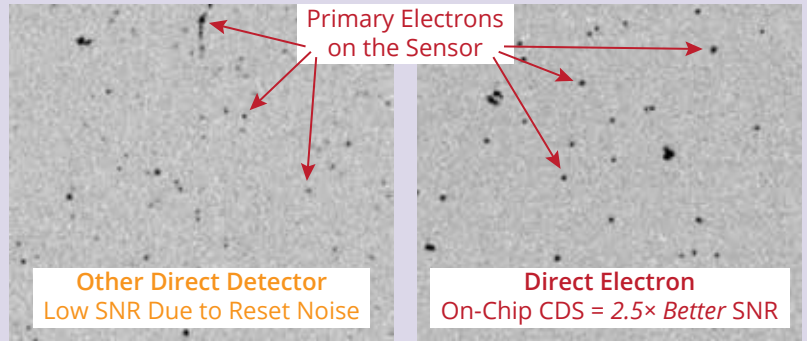 Primary Electrons
on the Sensor
Other Direct Detector
Low SNR Due to Reset Noise
Direct Electron
On-Chip CDS = 2.5× Better SNR